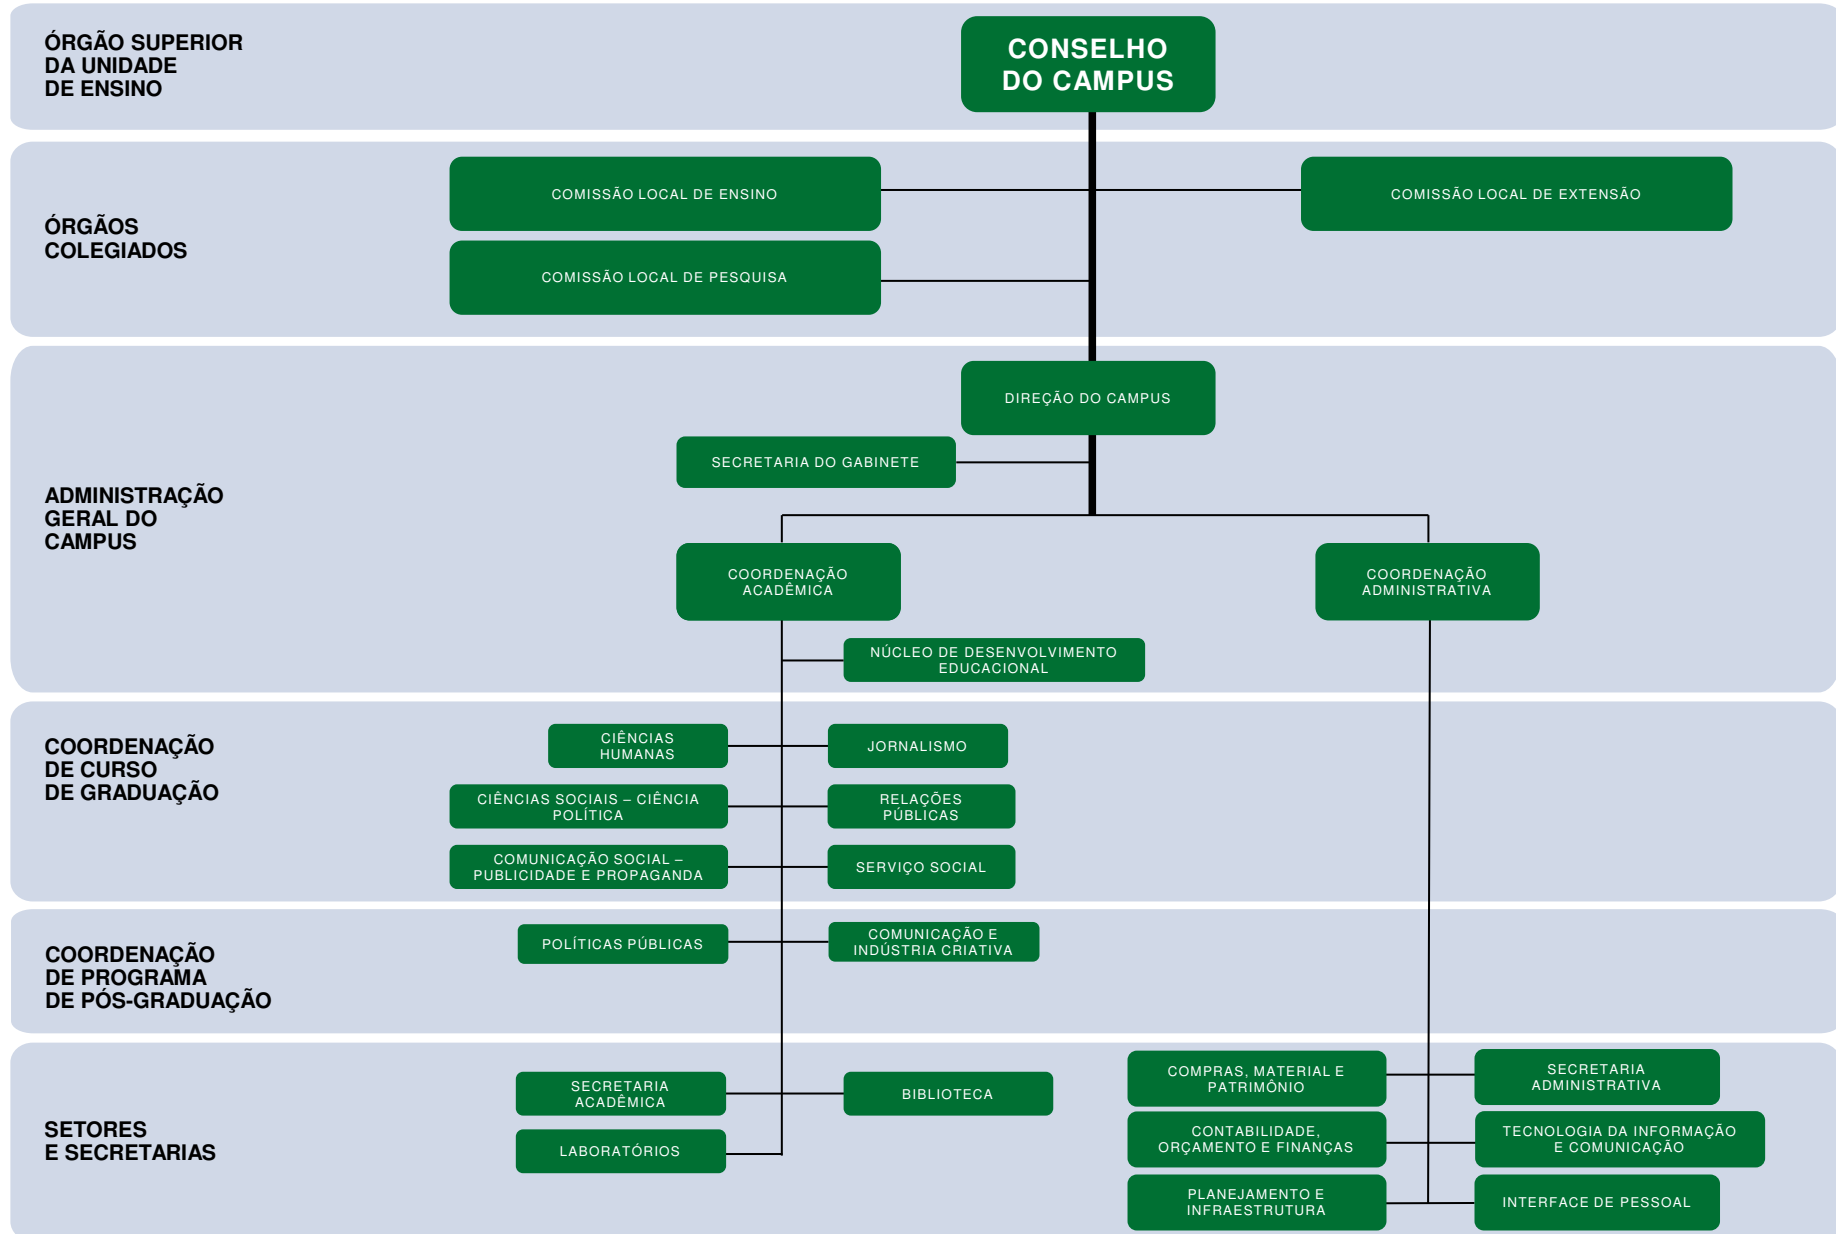 ÓRGÃO SUPERIOR
DA UNIDADE
DE ENSINO
CONSELHO
DO CAMPUS
ÓRGÃOS
COLEGIADOS
COMISSÃO LOCAL DE ENSINO
COMISSÃO LOCAL DE EXTENSÃO
COMISSÃO LOCAL DE PESQUISA
ADMINISTRAÇÃO
GERAL DO
CAMPUS
DIREÇÃO DO CAMPUS
SECRETARIA DO GABINETE
COORDENAÇÃO
ACADÊMICA
COORDENAÇÃO
ADMINISTRATIVA
NÚCLEO DE DESENVOLVIMENTO
EDUCACIONAL
COORDENAÇÃO
DE CURSO
DE GRADUAÇÃO
CIÊNCIAS
HUMANAS
JORNALISMO
CIÊNCIAS SOCIAIS – CIÊNCIA
POLÍTICA
RELAÇÕES
PÚBLICAS
COMUNICAÇÃO SOCIAL –
PUBLICIDADE E PROPAGANDA
SERVIÇO SOCIAL
COORDENAÇÃO
DE PROGRAMA
DE PÓS-GRADUAÇÃO
POLÍTICAS PÚBLICAS
COMUNICAÇÃO E
INDÚSTRIA CRIATIVA
SETORES
E SECRETARIAS
SECRETARIA
ACADÊMICA
BIBLIOTECA
LABORATÓRIOS
COMPRAS, MATERIAL E
PATRIMÔNIO
SECRETARIA
ADMINISTRATIVA
CONTABILIDADE,
ORÇAMENTO E FINANÇAS
TECNOLOGIA DA INFORMAÇÃO
E COMUNICAÇÃO
PLANEJAMENTO E
INFRAESTRUTURA
INTERFACE DE PESSOAL